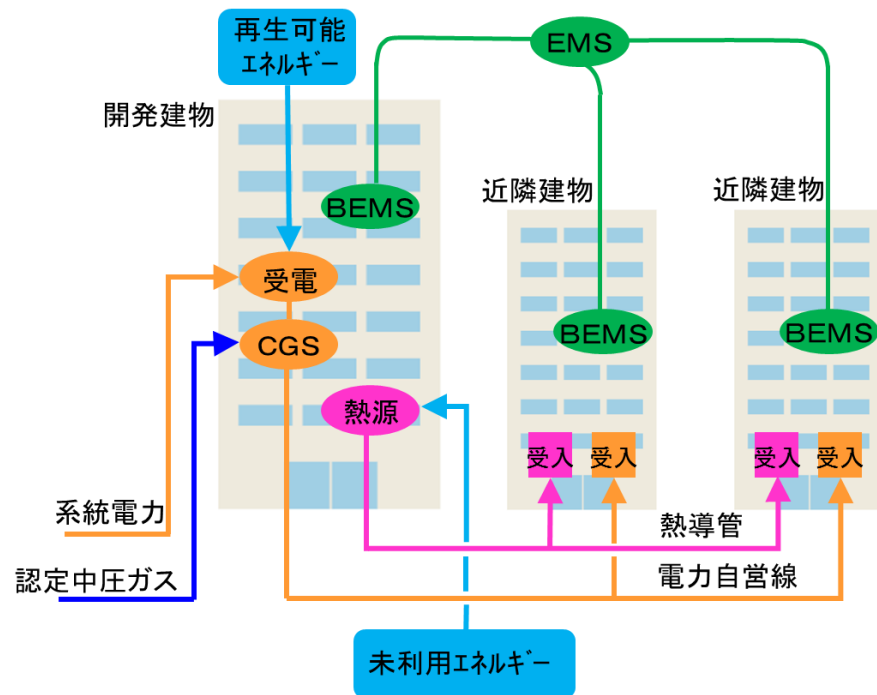 再生可能
エネルギー
EMS
開発建物
BEMS
近隣建物
近隣建物
受電
CGS
BEMS
BEMS
熱源
受入
受入
受入
受入
系統電力
熱導管
認定中圧ガス
電力自営線
未利用エネルギー